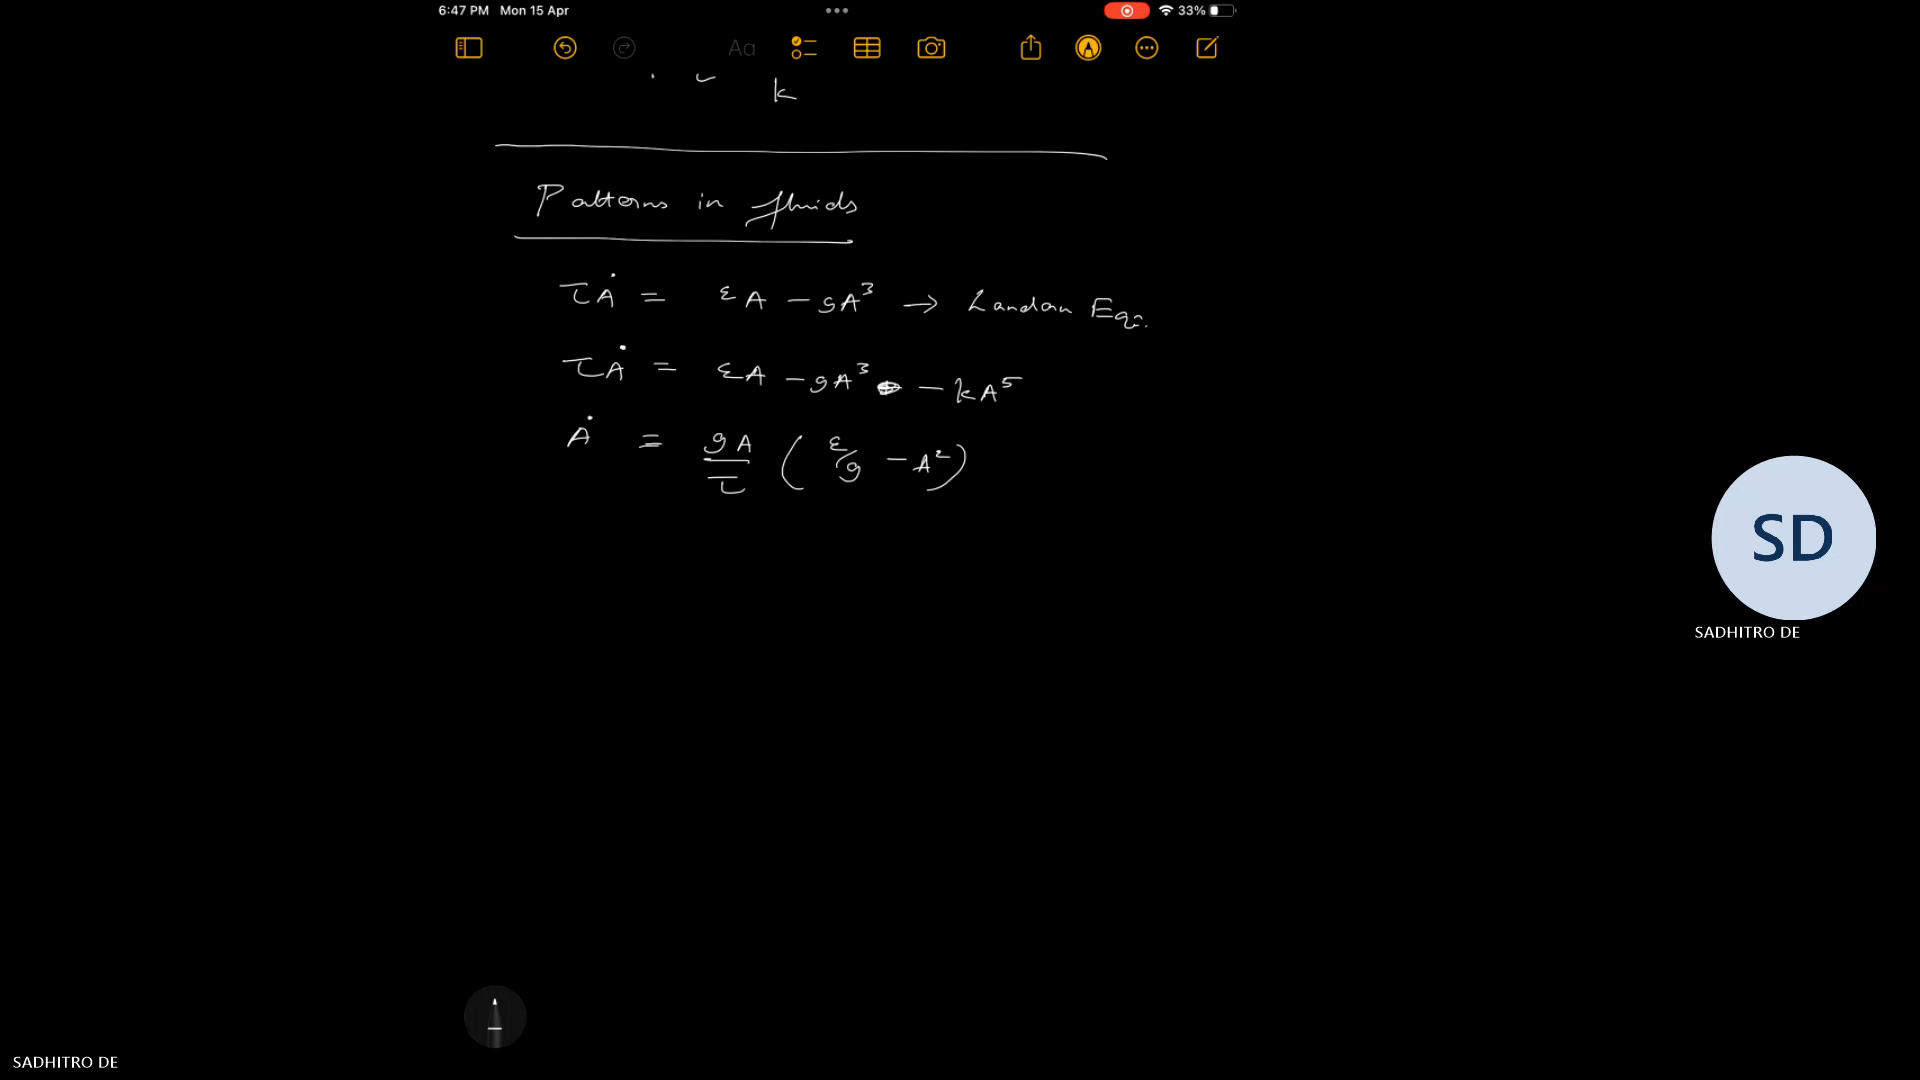 6:47 PM Mon 15 Apr
33%
Aa
k
Patterns in fluids
τȦ = εA − gA³ → Landau Eqn.
τȦ = εA − gA³ − kA⁵
Ȧ = gA/τ ( ε/g − A² )
SD
SADHITRO DE
SADHITRO DE